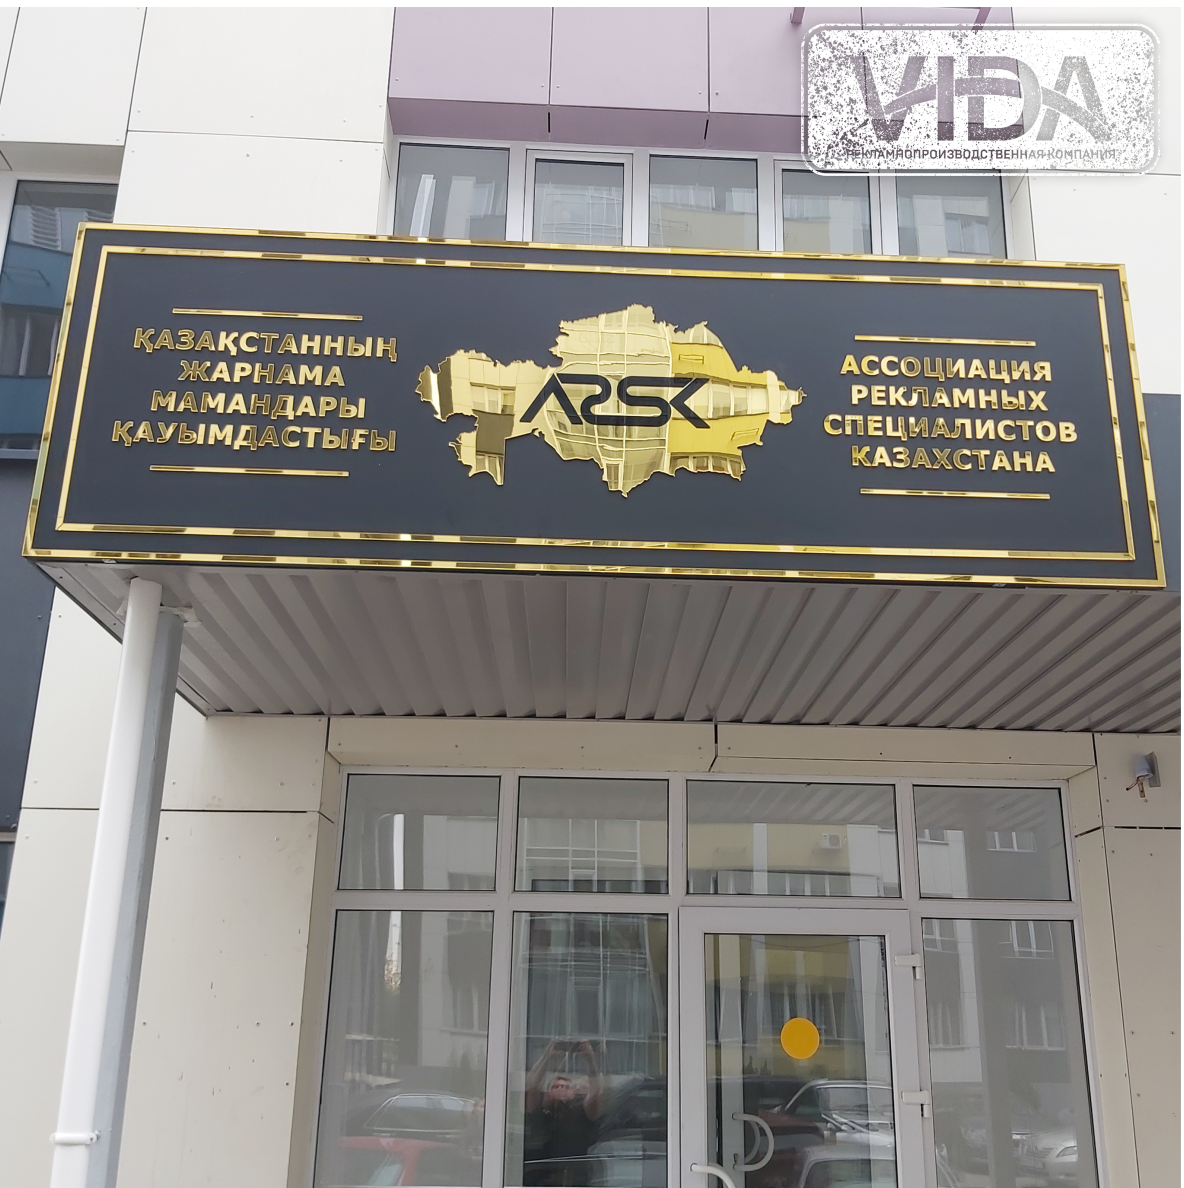 VIDA
РЕКЛАМНОПРОИЗВОДСТВЕННАЯ КОМПАНИЯ
ҚАЗАҚСТАННЫҢ
ЖАРНАМА
МАМАНДАРЫ
ҚАУЫМДАСТЫҒЫ
ARSK
АССОЦИАЦИЯ
РЕКЛАМНЫХ
СПЕЦИАЛИСТОВ
КАЗАХСТАНА